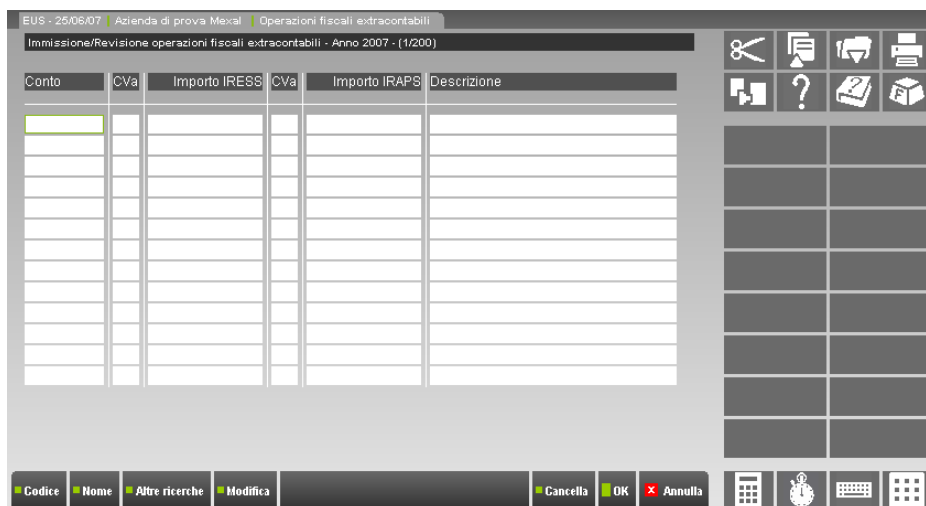 EUS - 25/06/07 Azienda di prova Mexal Operazioni fiscali extracontabili
Immissione/Revisione operazioni fiscali extracontabili - Anno 2007 - (1/200)
Conto CVa Importo IRESS CVa Importo IRAPS Descrizione
Codice Nome Altre ricerche Modifica Cancella OK X Annulla